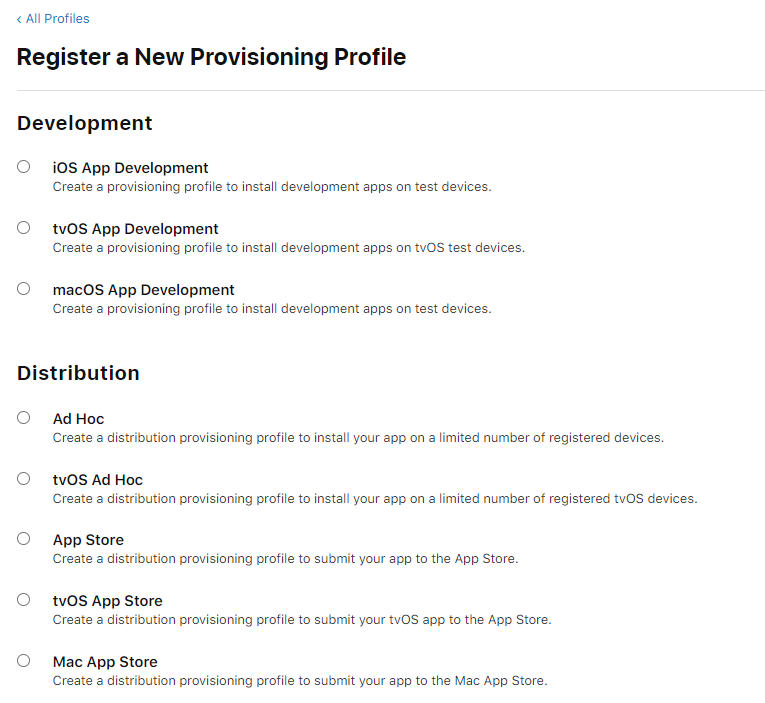 ‹ All Profiles
Register a New Provisioning Profile
Development
iOS App Development
Create a provisioning profile to install development apps on test devices.
tvOS App Development
Create a provisioning profile to install development apps on tvOS test devices.
macOS App Development
Create a provisioning profile to install development apps on test devices.
Distribution
Ad Hoc
Create a distribution provisioning profile to install your app on a limited number of registered devices.
tvOS Ad Hoc
Create a distribution provisioning profile to install your app on a limited number of registered tvOS devices.
App Store
Create a distribution provisioning profile to submit your app to the App Store.
tvOS App Store
Create a distribution provisioning profile to submit your tvOS app to the App Store.
Mac App Store
Create a distribution provisioning profile to submit your app to the Mac App Store.